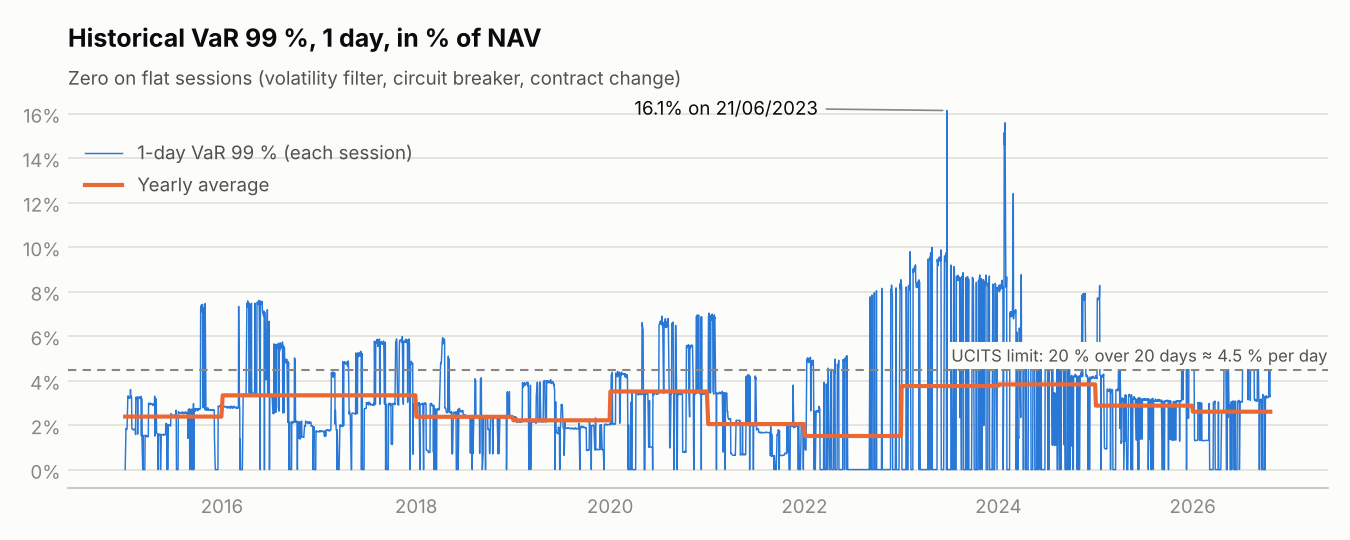 Historical VaR 99 %, 1 day, in % of NAV
Zero on flat sessions (volatility filter, circuit breaker, contract change)
16.1% on 21/06/2023
16%
1-day VaR 99 % (each session)
14%
Yearly average
12%
10%
8%
6%
UCITS limit: 20 % over 20 days ≈ 4.5 % per day
4%
2%
0%
2016 2018 2020 2022 2024 2026